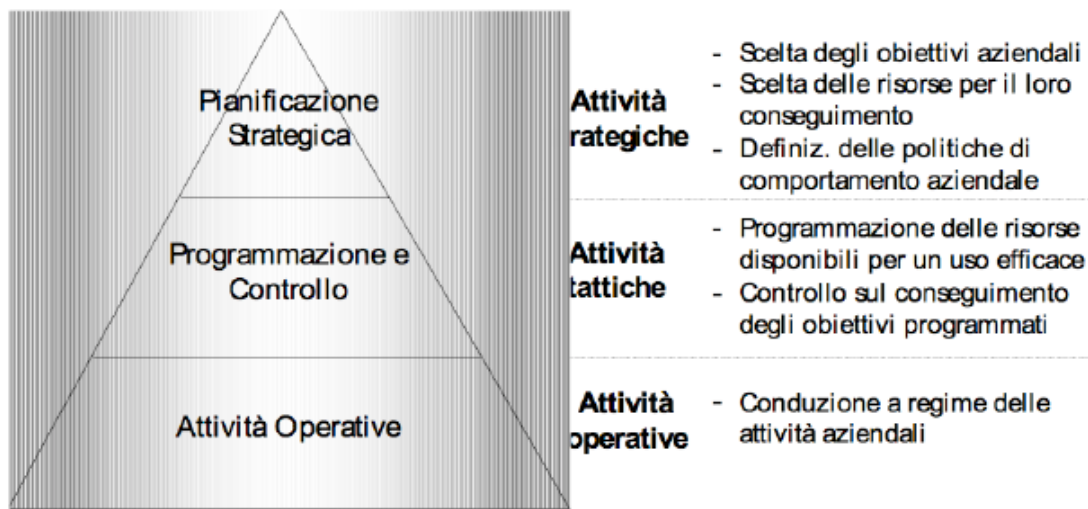 Pianificazione
Strategica
Attività
rategiche
- Scelta degli obiettivi aziendali
- Scelta delle risorse per il loro
conseguimento
- Definiz. delle politiche di
comportamento aziendale
Programmazione e
Controllo
Attività
tattiche
- Programmazione delle risorse
disponibili per un uso efficace
- Controllo sul conseguimento
degli obiettivi programmati
Attività Operative
Attività
operative
- Conduzione a regime delle
attività aziendali